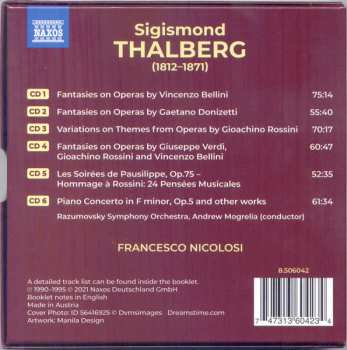 NAXOS
Sigismond
THALBERG
(1812–1871)
CD 1 Fantasies on Operas by Vincenzo Bellini 75:14
CD 2 Fantasies on Operas by Gaetano Donizetti 55:40
CD 3 Variations on Themes from Operas by Gioachino Rossini 70:17
CD 4 Fantasies on Operas by Giuseppe Verdi, 60:47
Gioachino Rossini and Vincenzo Bellini
CD 5 Les Soirées de Pausilippe, Op.75 – 52:35
Hommage à Rossini: 24 Pensées Musicales
CD 6 Piano Concerto in F minor, Op.5 and other works 61:34
Razumovsky Symphony Orchestra, Andrew Mogrelia (conductor)
FRANCESCO NICOLOSI
8.506042
A detailed track list can be found inside the booklet.
℗ 1990–1995 © 2021 Naxos Deutschland GmbH
Booklet notes in English
Made in Austria
Cover Photo: ID 56416925 © Dvmsimages Dreamstime.com
Artwork: Manila Design
7 47313 60423 4